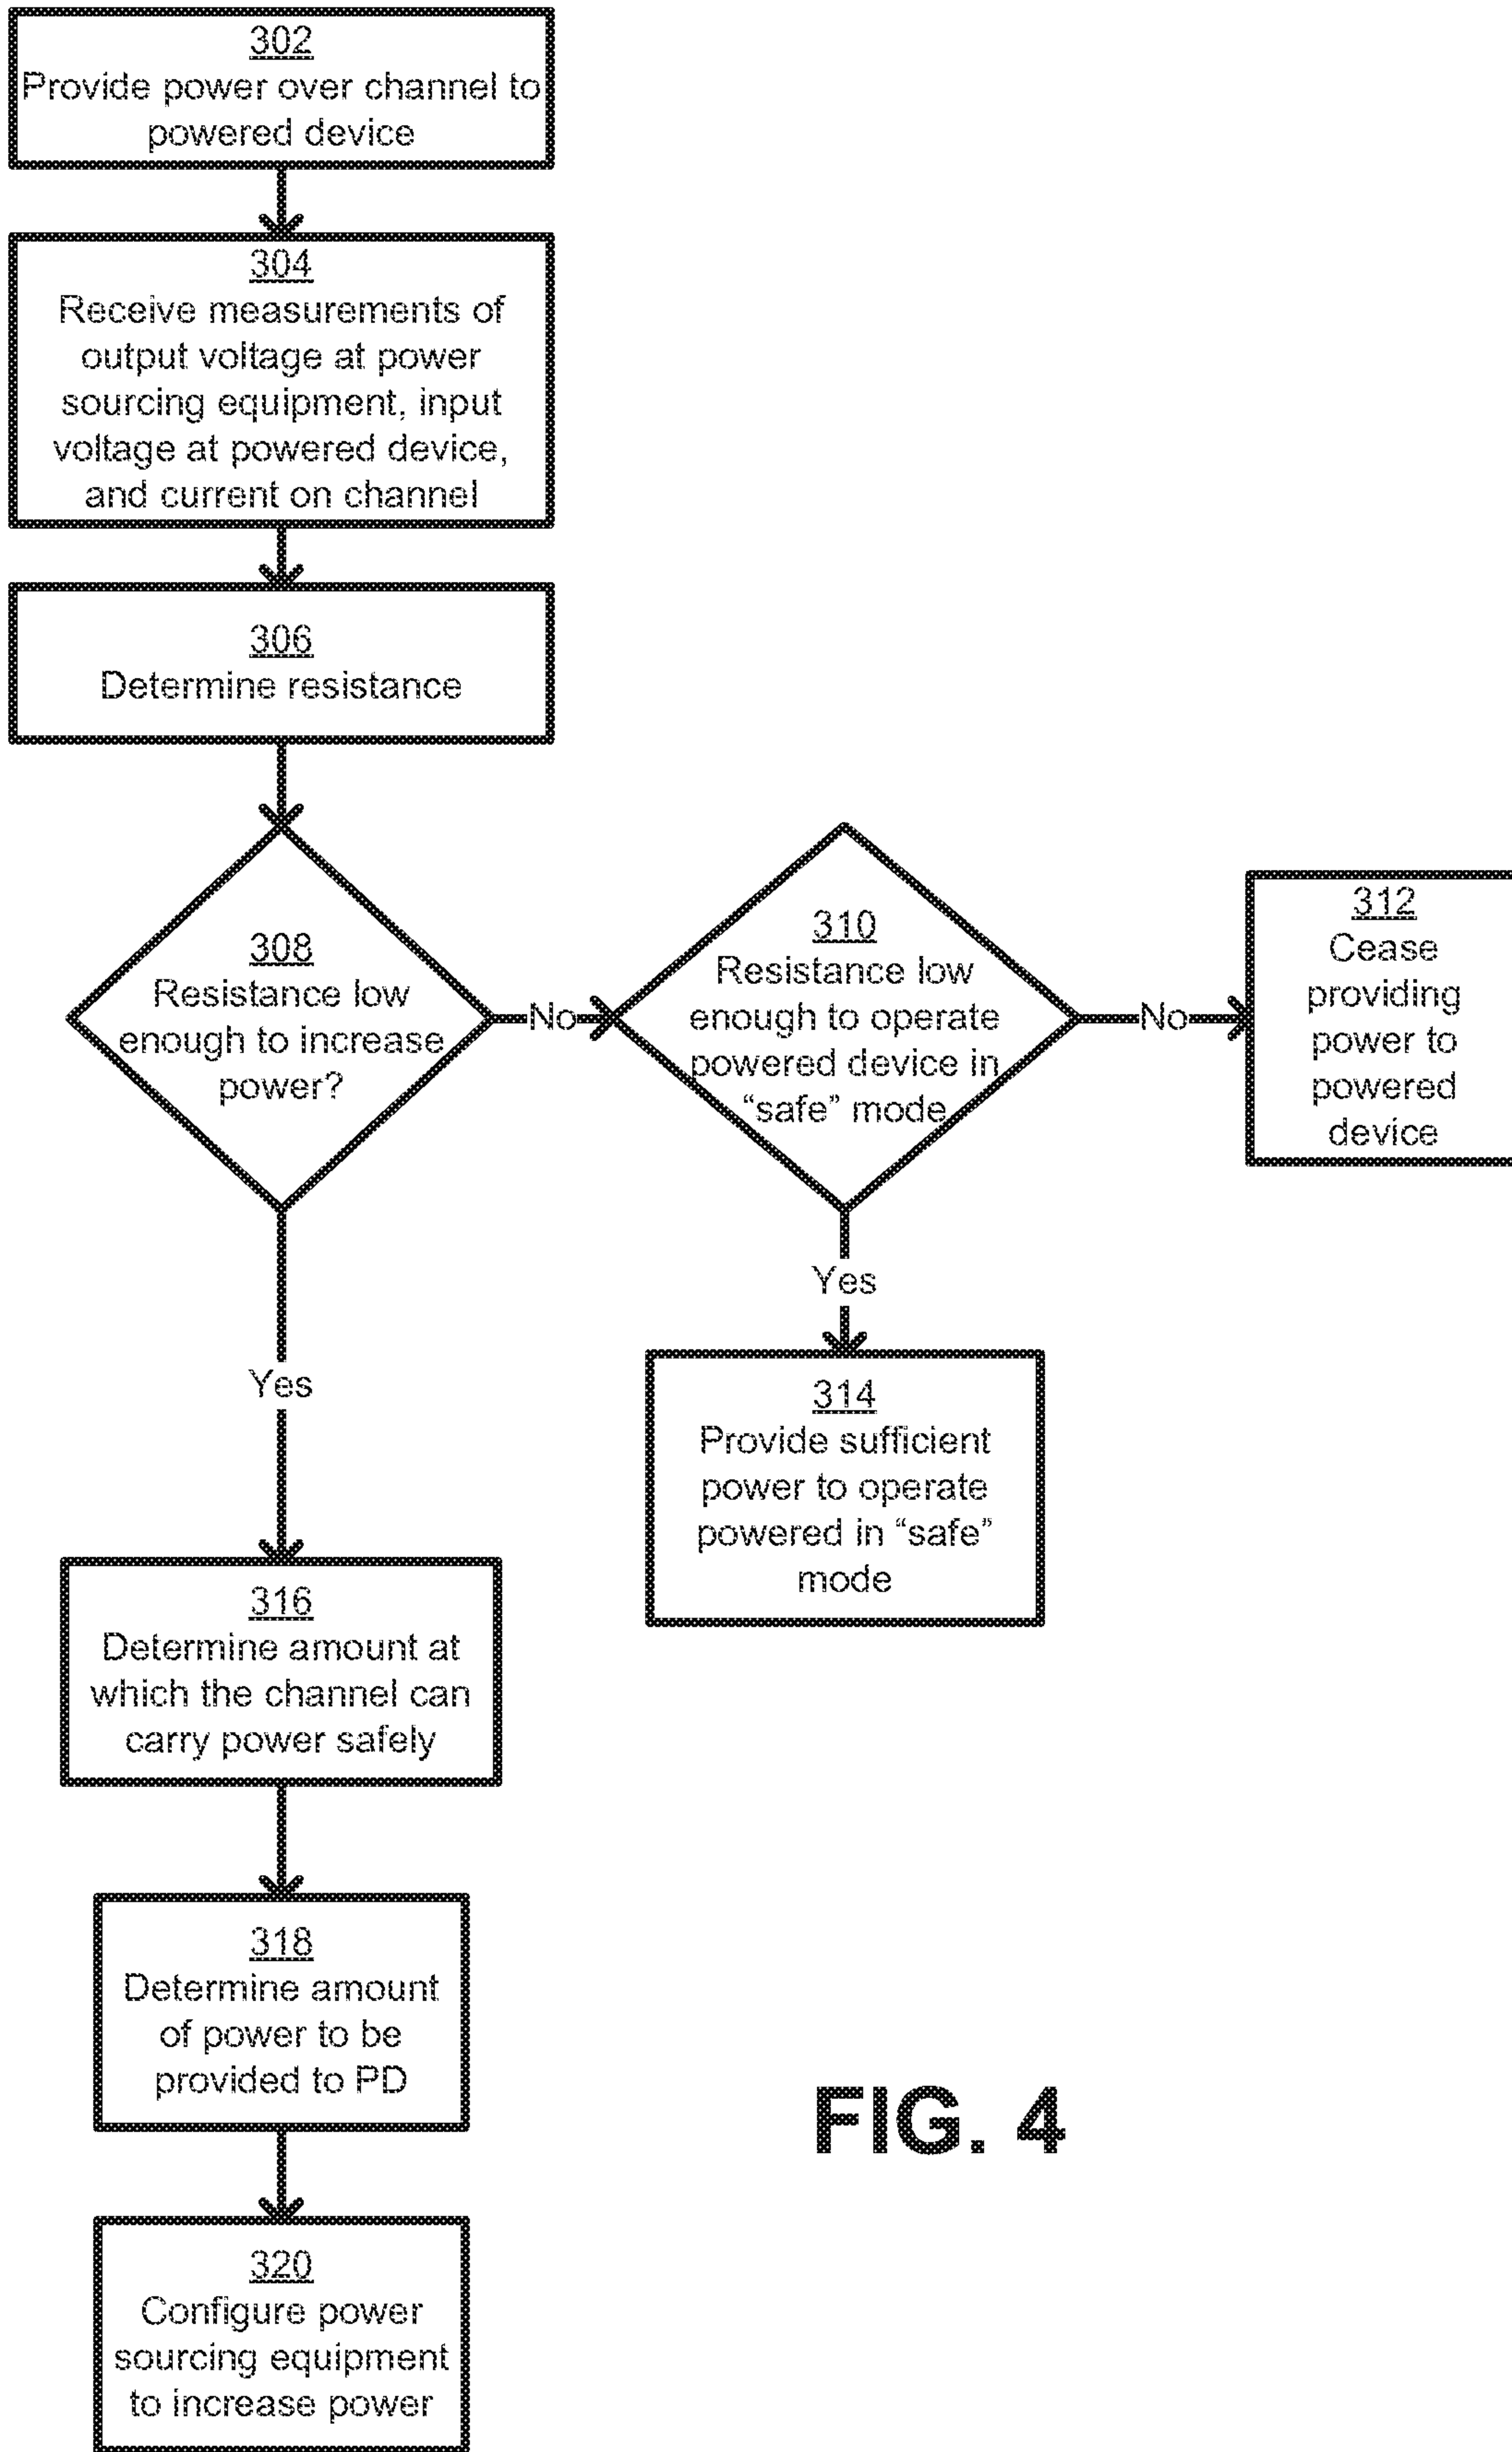 302
Provide power over channel to
powered device
304
Receive measurements of
output voltage at power
sourcing equipment, input
voltage at powered device,
and current on channel
306
Determine resistance
308
Resistance low
enough to increase
power?
No
310
Resistance low
enough to operate
powered device in
“safe” mode
No
312
Cease
providing
power to
powered
device
Yes
314
Provide sufficient
power to operate
powered in “safe”
mode
Yes
316
Determine amount at
which the channel can
carry power safely
318
Determine amount
of power to be
provided to PD
320
Configure power
sourcing equipment
to increase power
FIG. 4